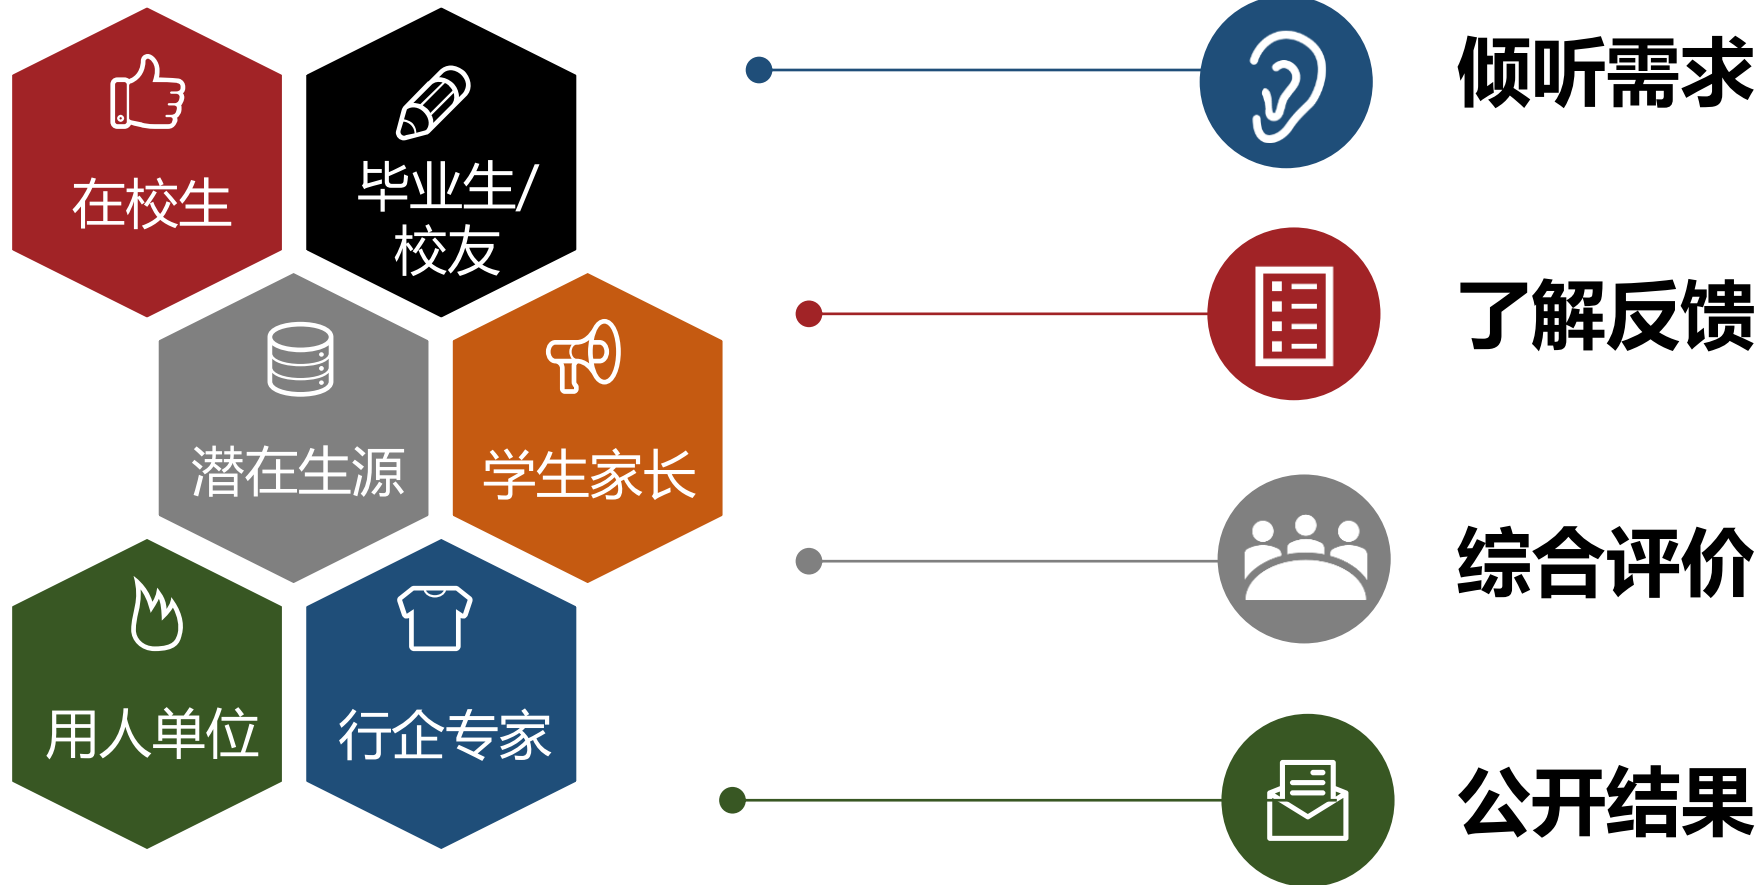 在校生
毕业生/
校友
潜在生源
学生家长
用人单位
行企专家
倾听需求
了解反馈
综合评价
公开结果